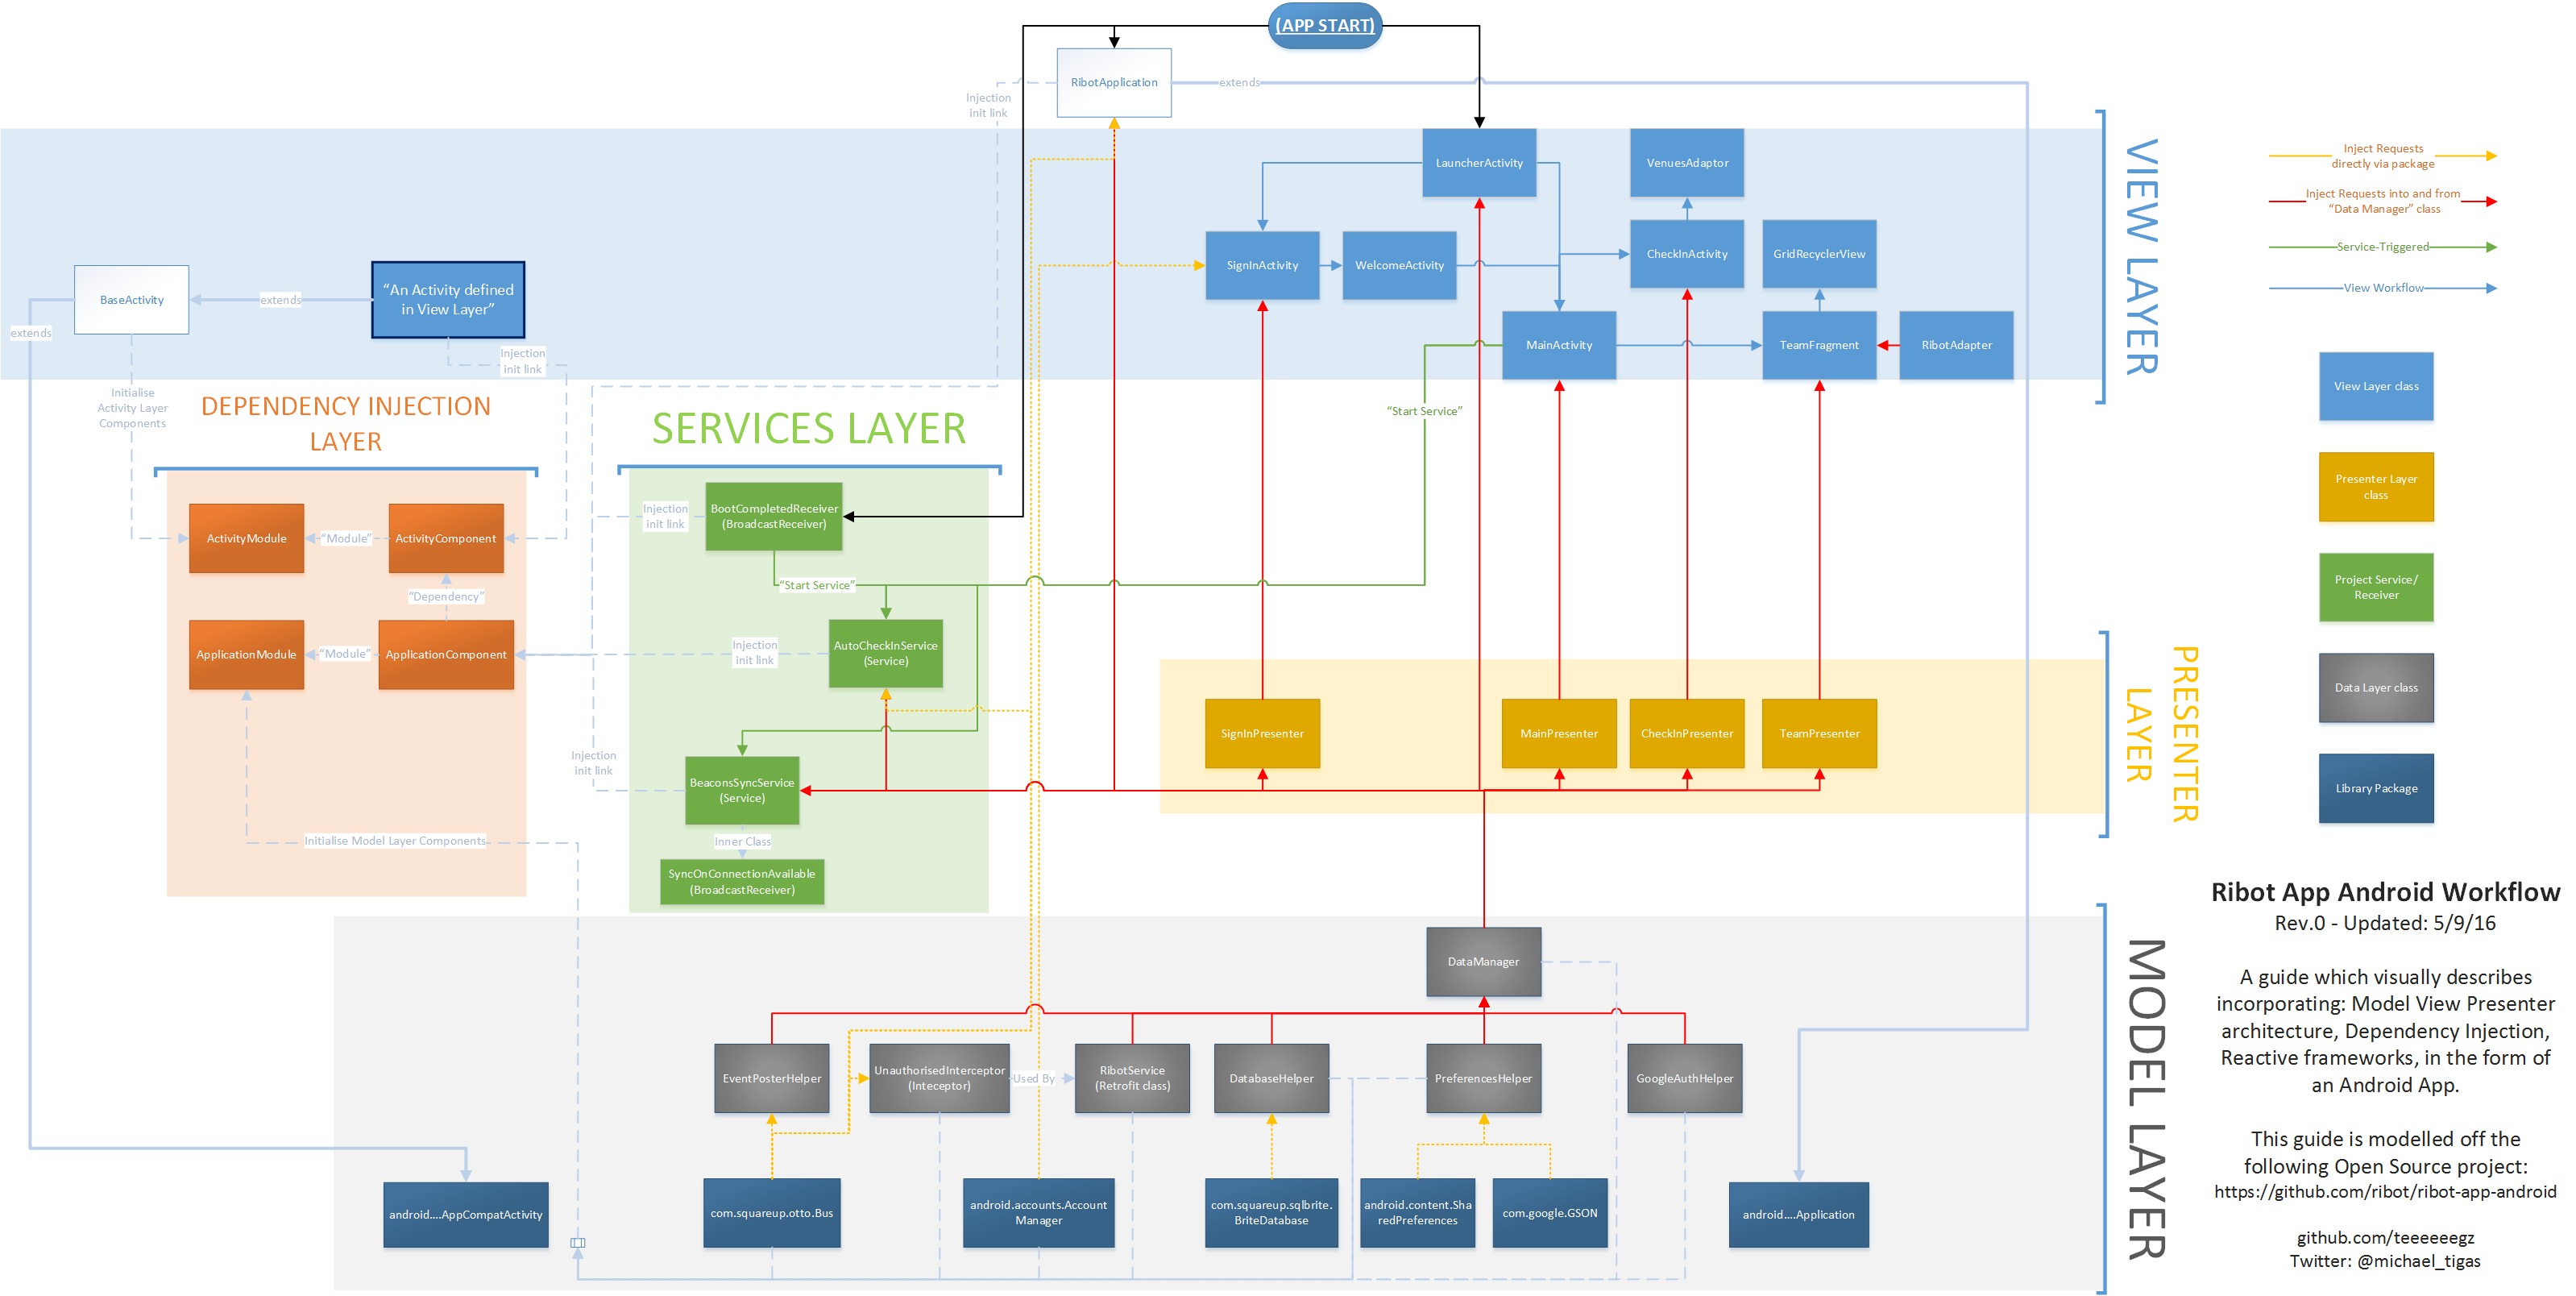 (APP START)
RibotApplication
extends
Injection
init link
VIEW LAYER
LauncherActivity
VenuesAdaptor
Inject Requests
directly via package
Inject Requests into and from
“Data Manager” class
Service-Triggered
View Workflow
SignInActivity
WelcomeActivity
CheckInActivity
GridRecyclerView
BaseActivity
extends
“An Activity defined
in View Layer”
extends
Injection
init link
MainActivity
TeamFragment
RibotAdapter
Initialise
Activity Layer
Components
View Layer class
DEPENDENCY INJECTION
LAYER
SERVICES LAYER
“Start Service”
Presenter Layer
class
BootCompletedReceiver
(BroadcastReceiver)
Injection
init link
ActivityModule
“Module”
ActivityComponent
“Start Service”
“Dependency”
Project Service/
Receiver
ApplicationModule
“Module”
ApplicationComponent
Injection
init link
AutoCheckInService
(Service)
PRESENTER
LAYER
Data Layer class
SignInPresenter
MainPresenter
CheckInPresenter
TeamPresenter
Injection
init link
BeaconsSyncService
(Service)
Library Package
Initialise Model Layer Components
Inner Class
SyncOnConnectionAvailable
(BroadcastReceiver)
Ribot App Android Workflow
Rev.0 - Updated: 5/9/16
A guide which visually describes
incorporating: Model View Presenter
architecture, Dependency Injection,
Reactive frameworks, in the form of
an Android App.
This guide is modelled off the
following Open Source project:
https://github.com/ribot/ribot-app-android
github.com/teeeeeegz
Twitter: @michael_tigas
MODEL LAYER
DataManager
EventPosterHelper
UnauthorisedInterceptor
(Inteceptor)
Used By
RibotService
(Retrofit class)
DatabaseHelper
PreferencesHelper
GoogleAuthHelper
android....AppCompatActivity
com.squareup.otto.Bus
android.accounts.Account
Manager
com.squareup.sqlbrite.
BriteDatabase
android.content.Sha
redPreferences
com.google.GSON
android....Application